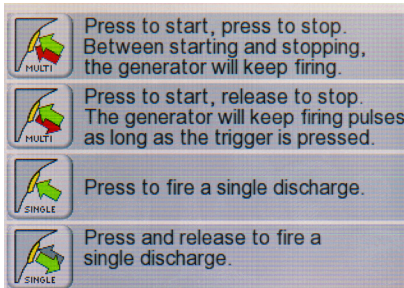 Press to start, press to stop.
Between starting and stopping,
the generator will keep firing.
MULTI
Press to start, release to stop.
The generator will keep firing pulses
as long as the trigger is pressed.
MULTI
Press to fire a single discharge.
SINGLE
Press and release to fire a
single discharge.
SINGLE